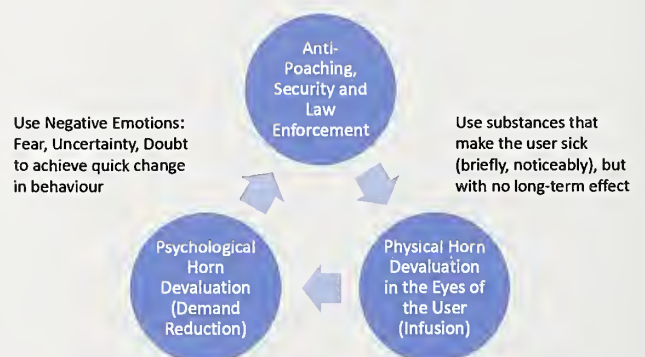 Anti-
Poaching,
Security and
Law
Enforcement
Use Negative Emotions:
Fear, Uncertainty, Doubt
to achieve quick change
in behaviour
Use substances that
make the user sick
(briefly, noticeably), but
with no long-term effect
Psychological
Horn
Devaluation
(Demand
Reduction)
Physical Horn
Devaluation
in the Eyes of
the User
(Infusion)